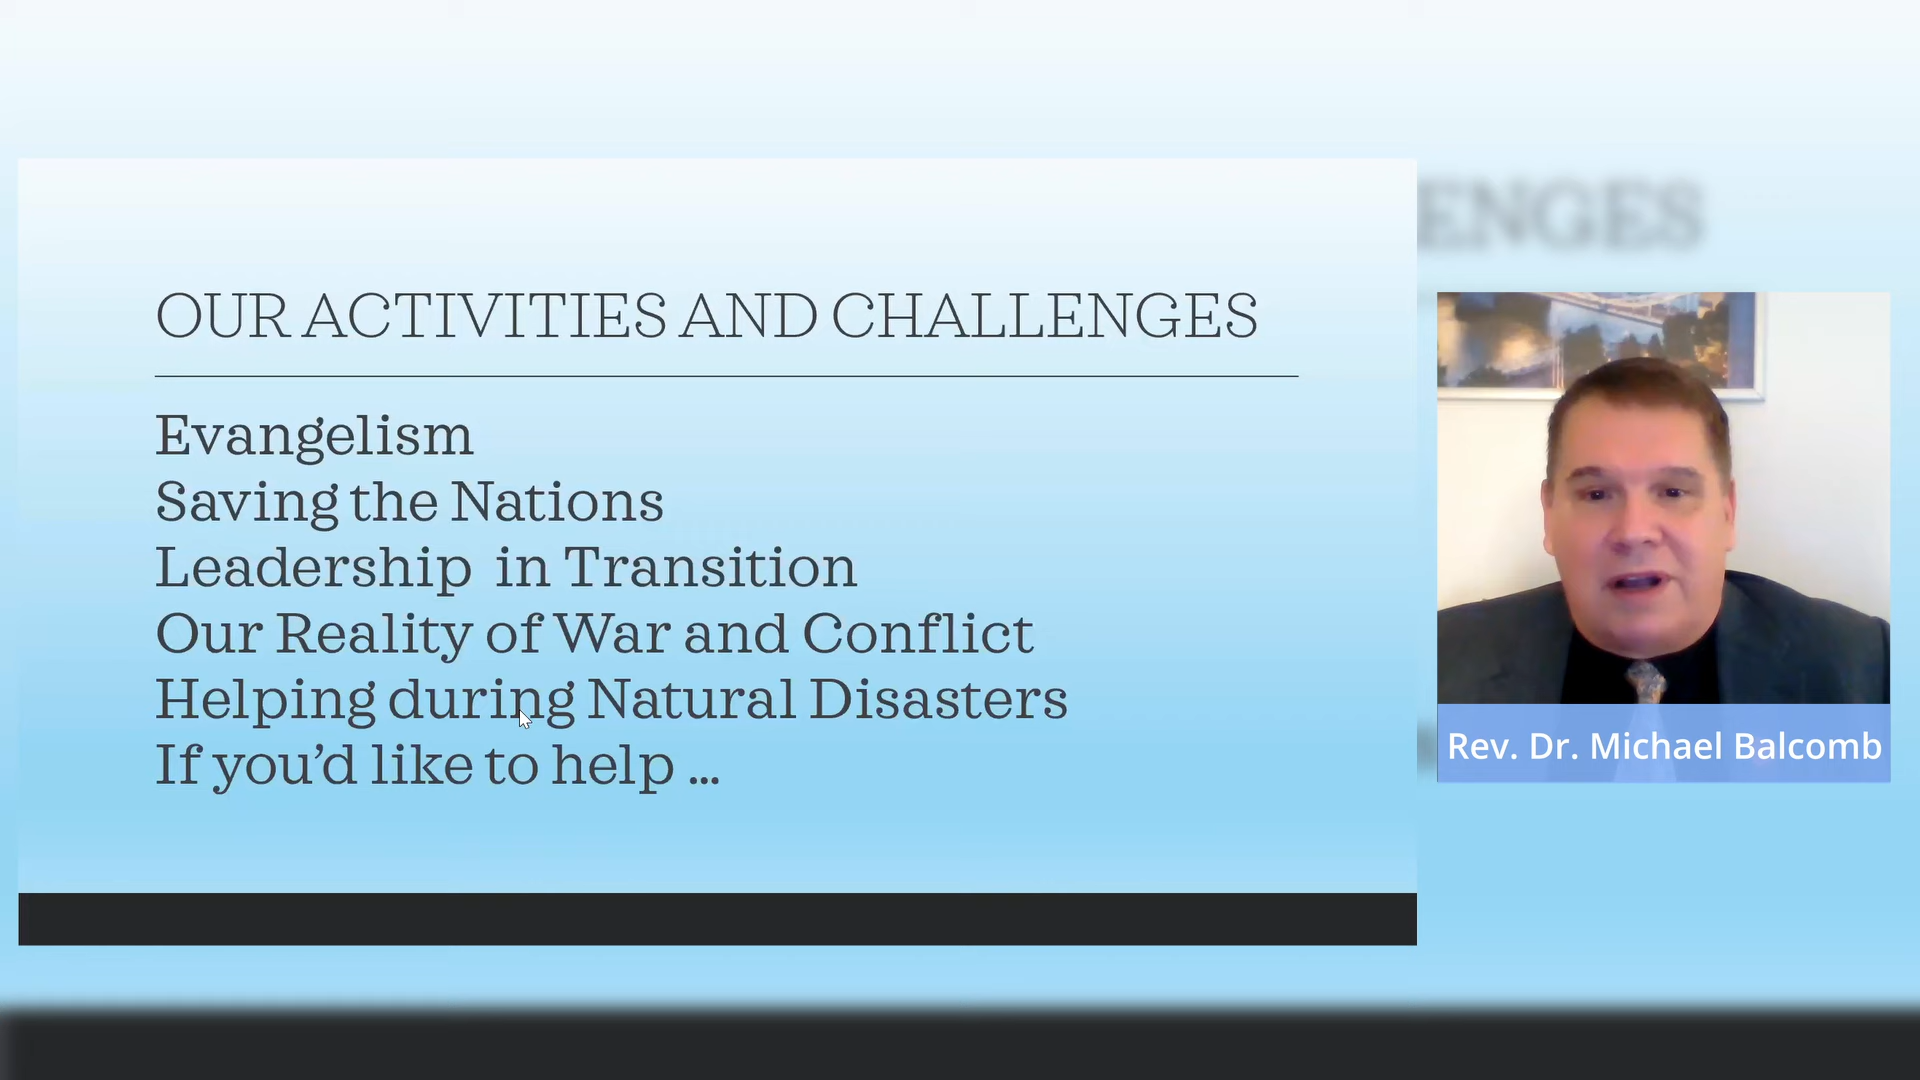 OUR ACTIVITIES AND CHALLENGES
Evangelism
Saving the Nations
Leadership in Transition
Our Reality of War and Conflict
Helping during Natural Disasters
If you’d like to help ...
ENGES
Rev. Dr. Michael Balcomb